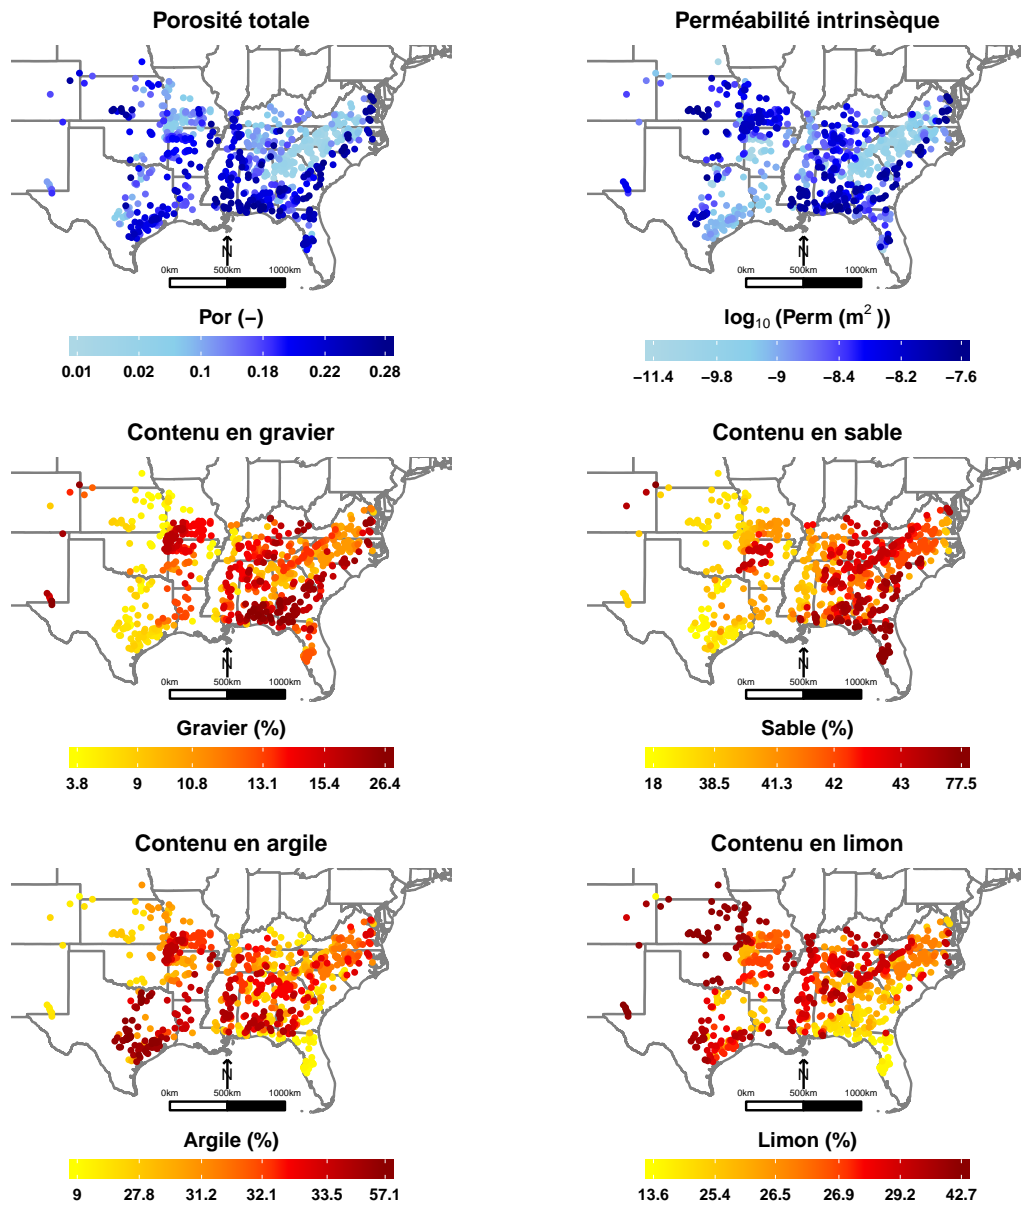 Porosité totale
Perméabilité intrinsèque
N
0km 500km 1000km
N
0km 500km 1000km
Por (−)
0.01 0.02 0.1 0.18 0.22 0.28
log10 (Perm (m2 ))
−11.4 −9.8 −9 −8.4 −8.2 −7.6
Contenu en gravier
Contenu en sable
N
0km 500km 1000km
N
0km 500km 1000km
Gravier (%)
3.8 9 10.8 13.1 15.4 26.4
Sable (%)
18 38.5 41.3 42 43 77.5
Contenu en argile
Contenu en limon
N
0km 500km 1000km
N
0km 500km 1000km
Argile (%)
9 27.8 31.2 32.1 33.5 57.1
Limon (%)
13.6 25.4 26.5 26.9 29.2 42.7